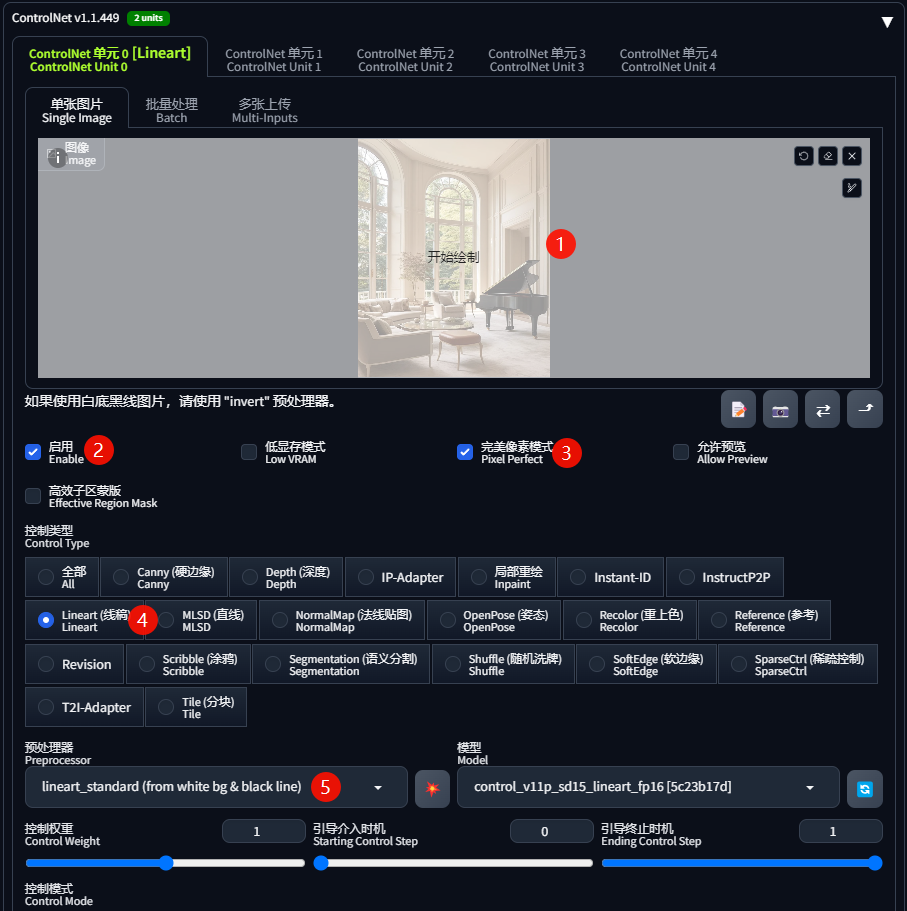 ControlNet v1.1.449 2 units
ControlNet 单元 0 [Lineart] ControlNet 单元 1 ControlNet 单元 2 ControlNet 单元 3 ControlNet 单元 4
ControlNet Unit 0 ControlNet Unit 1 ControlNet Unit 2 ControlNet Unit 3 ControlNet Unit 4
单张图片 批量处理 多张上传
Single Image Batch Multi-Inputs
图像
Image
1
开始绘制
如果使用白底黑线图片，请使用 "invert" 预处理器。
启用 2 低显存模式 完美像素模式 3 允许预览
Enable Low VRAM Pixel Perfect Allow Preview
高效子区蒙版
Effective Region Mask
控制类型
Control Type
全部 Canny (硬边缘) Depth (深度) IP-Adapter 局部重绘 Instant-ID InstructP2P
All Canny Depth Inpaint
Lineart (线稿) 4 MLSD (直线) NormalMap (法线贴图) OpenPose (姿态) Recolor (重上色) Reference (参考)
Lineart MLSD NormalMap OpenPose Recolor Reference
Revision Scribble (涂鸦) Segmentation (语义分割) Shuffle (随机洗牌) SoftEdge (软边缘) SparseCtrl (稀疏控制)
Scribble Segmentation Shuffle SoftEdge SparseCtrl
T2I-Adapter Tile (分块)
Tile
预处理器 模型
Preprocessor Model
lineart_standard (from white bg & black line) 5 control_v11p_sd15_lineart_fp16 [5c23b17d]
控制权重 1 引导介入时机 0 引导终止时机 1
Control Weight Starting Control Step Ending Control Step
控制模式
Control Mode